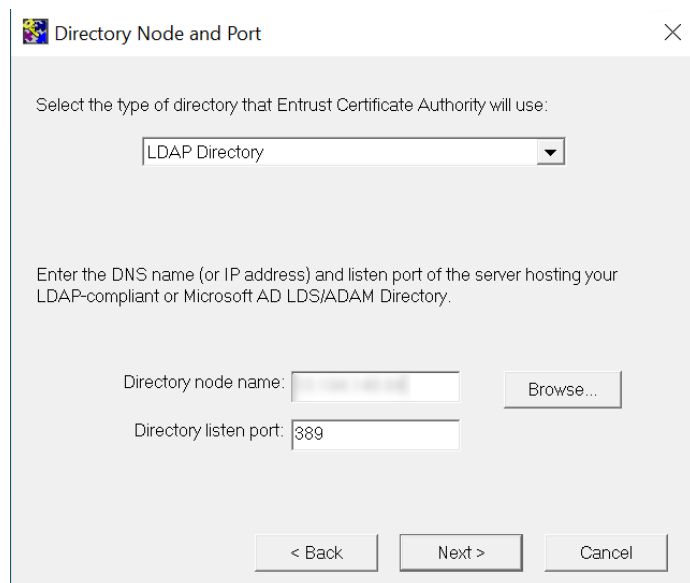 Directory Node and Port
Select the type of directory that Entrust Certificate Authority will use:
LDAP Directory
Enter the DNS name (or IP address) and listen port of the server hosting your
LDAP-compliant or Microsoft AD LDS/ADAM Directory.
Directory node name:
Browse...
Directory listen port: 389
< Back Next > Cancel